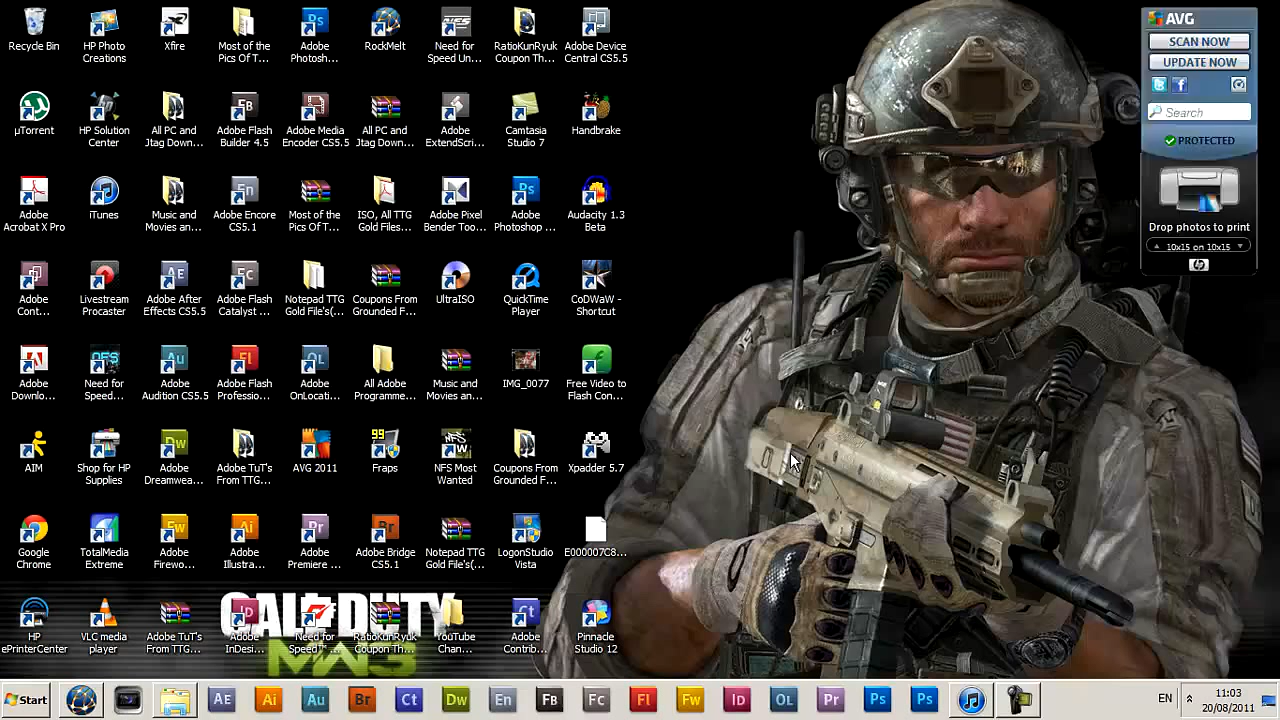 Recycle Bin
HP Photo
Creations
Xfire
Most of the
Pics Of T...
Adobe
Photosh...
RockMelt
Need for
Speed Un...
RatioKunRyuk
Coupon Th...
Adobe Device
Central CS5.5
µTorrent
HP Solution
Center
All PC and
Jtag Down...
Adobe Flash
Builder 4.5
Adobe Media
Encoder CS5.5
All PC and
Jtag Down...
Adobe
ExtendScri...
Camtasia
Studio 7
Handbrake
Adobe
Acrobat X Pro
iTunes
Music and
Movies an...
Adobe Encore
CS5.1
Most of the
Pics Of T...
ISO, All TTG
Gold Files...
Adobe Pixel
Bender Too...
Adobe
Photoshop ...
Audacity 1.3
Beta
Adobe
Cont...
Livestream
Procaster
Adobe After
Effects CS5.5
Adobe Flash
Catalyst ...
Notepad TTG
Gold File's(...
Coupons From
Grounded F...
UltraISO
QuickTime
Player
CoDWaW -
Shortcut
Adobe
Downlo...
Need for
Speed...
Adobe
Audition CS5.5
Adobe Flash
Professio...
Adobe
OnLocati...
All Adobe
Programme...
Music and
Movies an...
IMG_0077
Free Video to
Flash Con...
AIM
Shop for HP
Supplies
Adobe
Dreamwea...
Adobe TuT's
From TTG...
AVG 2011
99
Fraps
NFS Most
Wanted
Coupons From
Grounded F...
Xpadder 5.7
Google
Chrome
TotalMedia
Extreme
Adobe
Firewo...
Adobe
Illustra...
Adobe
Premiere ...
Adobe Bridge
CS5.1
Notepad TTG
Gold File's(...
LogonStudio
Vista
E000007C8...
CALL OF DUTY
MW3
HP
ePrinterCenter
VLC media
player
Adobe TuT's
From TTG...
Adobe
InDesi...
Need for
Speed™...
RatioKunRyuk
Coupon Th...
YouTube
Chan...
Adobe
Contrib...
Pinnacle
Studio 12
AVG
SCAN NOW
UPDATE NOW
Search
PROTECTED
Drop photos to print
10x15 on 10x15
hp
Start
AE
Ai
Au
Br
Ct
Dw
En
FB
Fc
Fl
Fw
ID
OL
Pr
Ps
Ps
EN
11:03
20/08/2011